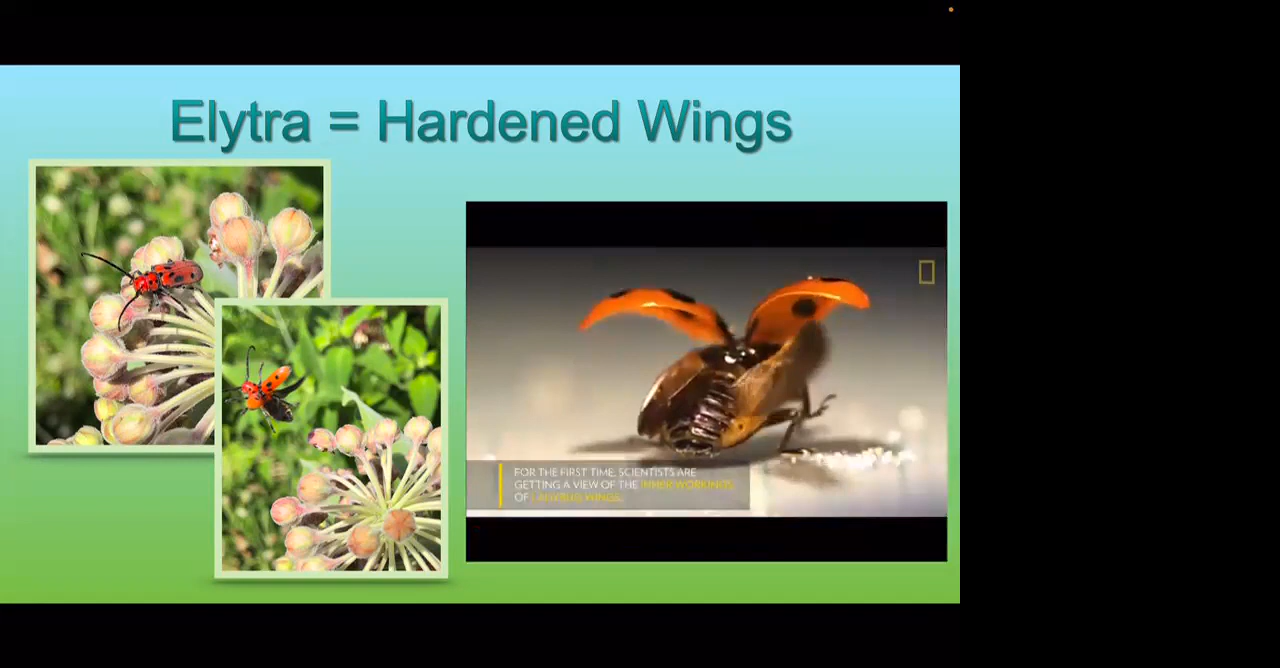 Elytra = Hardened Wings
FOR THE FIRST TIME, SCIENTISTS ARE
GETTING A VIEW OF THE INNER WORKINGS
OF LADYBUG WINGS.